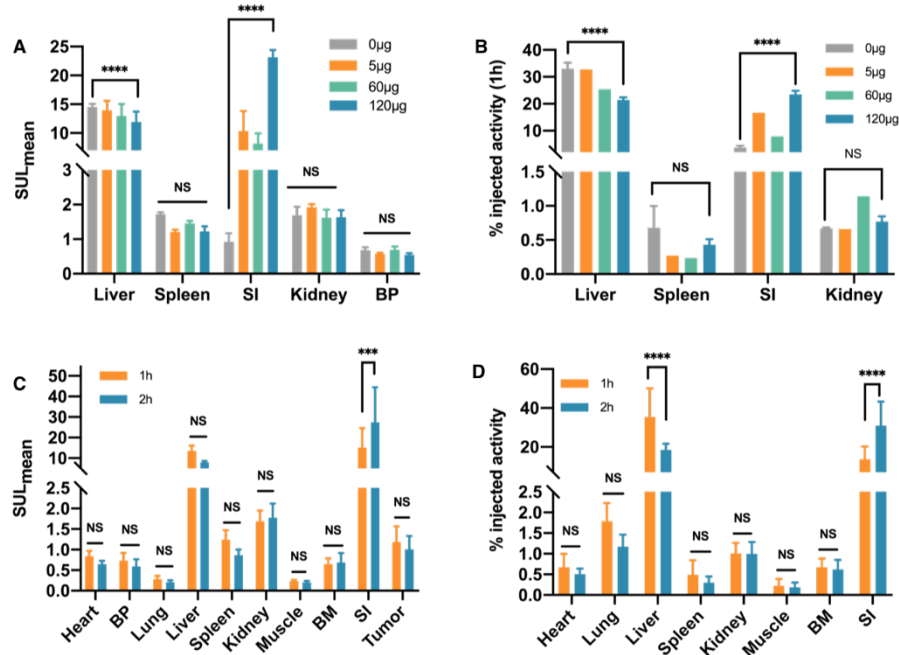 A
SULmean
25
20
15
10
3
2
1
0
****
NS
****
NS
NS
0µg
5µg
60µg
120µg
Liver Spleen SI Kidney BP
B
% injected activity (1h)
40
30
20
10
1.5
1.0
0.5
0.0
****
NS
****
NS
0µg
5µg
60µg
120µg
Liver Spleen SI Kidney
C
SULmean
50
40
30
20
10
2.5
2.0
1.5
1.0
0.5
0.0
1h
2h
NS
NS
NS
NS
NS
NS
NS
NS
***
NS
Heart BP Lung Liver Spleen Kidney Muscle BM SI Tumor
D
% injected activity
60
40
20
2.5
2.0
1.5
1.0
0.5
0.0
1h
2h
NS
NS
****
NS
NS
NS
NS
****
Heart Lung Liver Spleen Kidney Muscle BM SI